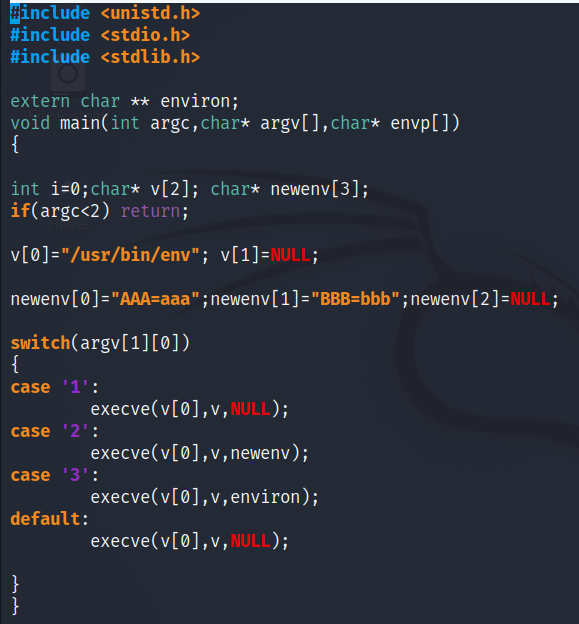 #include <unistd.h>
#include <stdio.h>
#include <stdlib.h>
extern char ** environ;
void main(int argc,char* argv[],char* envp[])
{
int i=0;char* v[2]; char* newenv[3];
if(argc<2) return;
v[0]="/usr/bin/env"; v[1]=NULL;
newenv[0]="AAA=aaa";newenv[1]="BBB=bbb";newenv[2]=NULL;
switch(argv[1][0])
{
case '1':
        execve(v[0],v,NULL);
case '2':
        execve(v[0],v,newenv);
case '3':
        execve(v[0],v,environ);
default:
        execve(v[0],v,NULL);
}
}